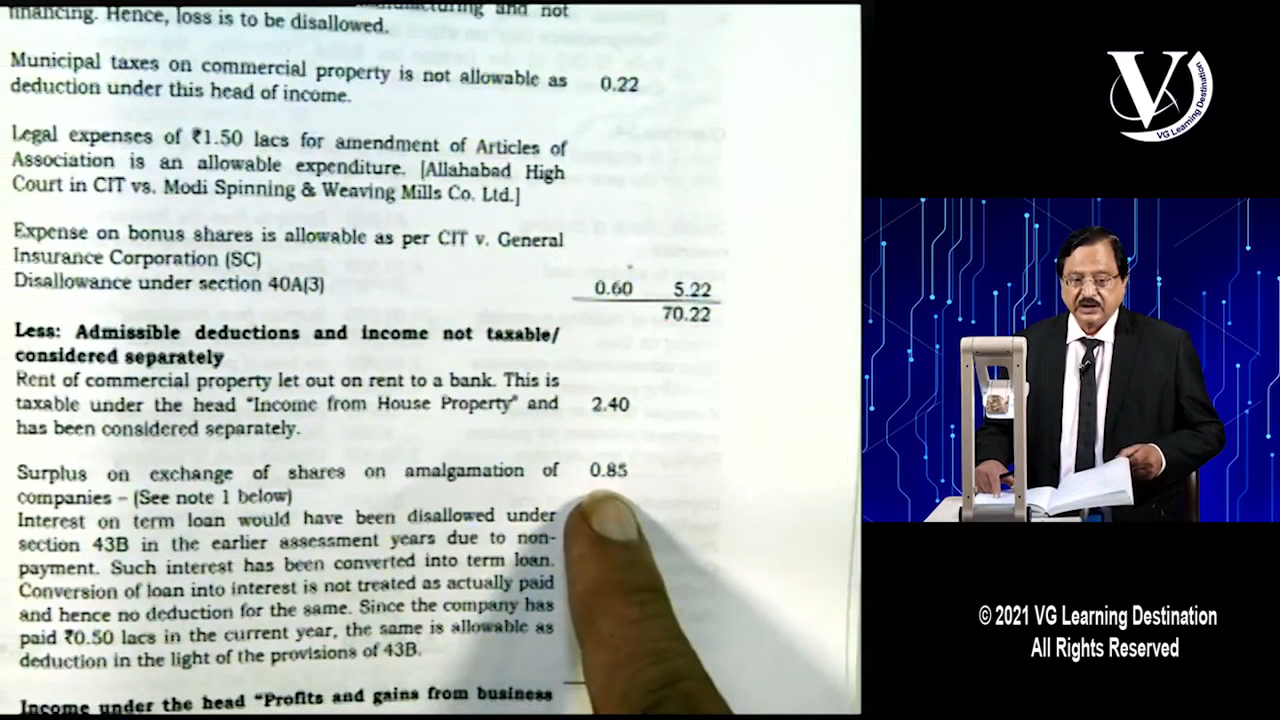 financing. Hence, loss is to be disallowed. and not
Municipal taxes on commercial property is not allowable as 0.22
deduction under this head of income.
Legal expenses of ₹1.50 lacs for amendment of Articles of
Association is an allowable expenditure. [Allahabad High
Court in CIT vs. Modi Spinning & Weaving Mills Co. Ltd.]
Expense on bonus shares is allowable as per CIT v. General
Insurance Corporation (SC)
Disallowance under section 40A(3) 0.60 5.22
70.22
Less: Admissible deductions and income not taxable/
considered separately
Rent of commercial property let out on rent to a bank. This is
taxable under the head "Income from House Property" and 2.40
has been considered separately.
Surplus on exchange of shares on amalgamation of 0.85
companies – (See note 1 below)
Interest on term loan would have been disallowed under
section 43B in the earlier assessment years due to non-
payment. Such interest has been converted into term loan.
Conversion of loan into interest is not treated as actually paid
and hence no deduction for the same. Since the company has
paid ₹0.50 lacs in the current year, the same is allowable as
deduction in the light of the provisions of 43B.
Income under the head "Profits and gains from business
V
VG Learning Destination
© 2021 VG Learning Destination
All Rights Reserved